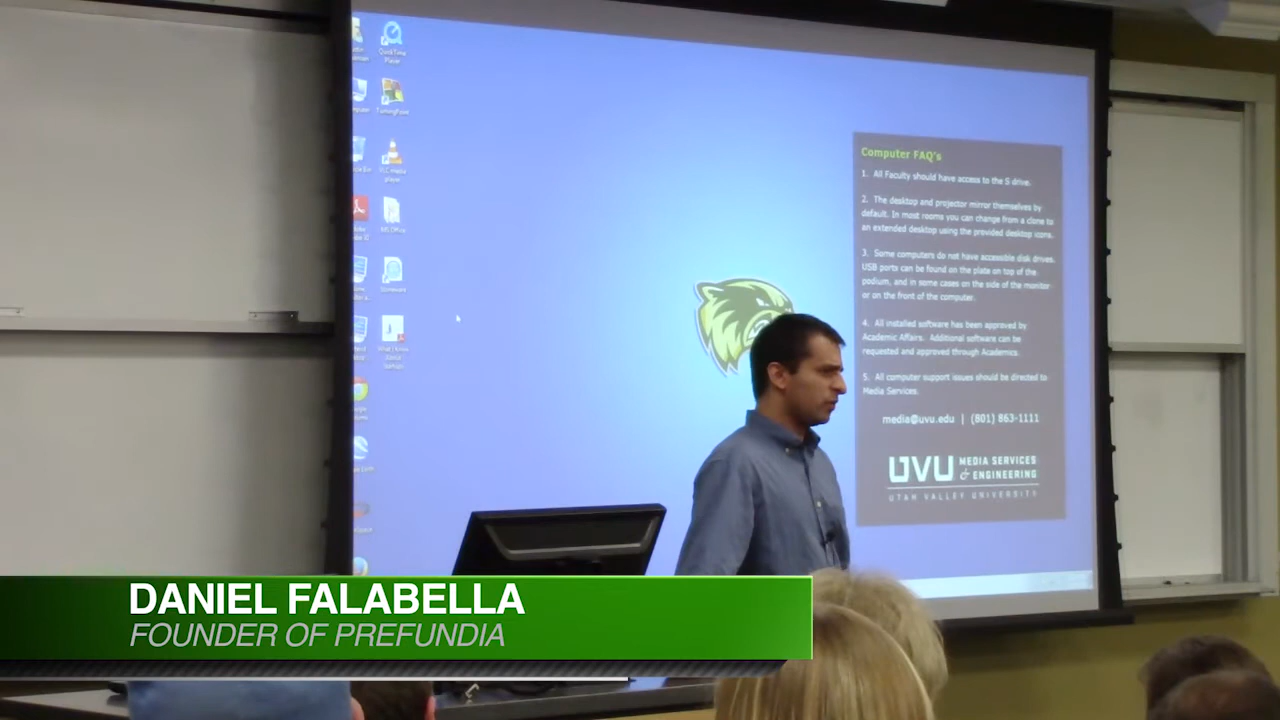 Quick Time
Player
VLC media
player
MS Office
Computer FAQ's
1. All Faculty should have access to the S drive.
2. The desktop and projector mirror themselves by
default. In most rooms you can change from a clone to
an extended desktop using the provided desktop icons.
3. Some computers do not have accessible disk drives.
USB ports can be found on the plate on top of the
podium, and in some cases on the side of the monitor
or on the front of the computer.
4. All installed software has been approved by
Academic Affairs. Additional software can be
requested and approved through Academics.
5. All computer support issues should be directed to
Media Services.
media@uvu.edu | (801) 863-1111
UVU MEDIA SERVICES
& ENGINEERING
UTAH VALLEY UNIVERSITY
DANIEL FALABELLA
FOUNDER OF PREFUNDIA